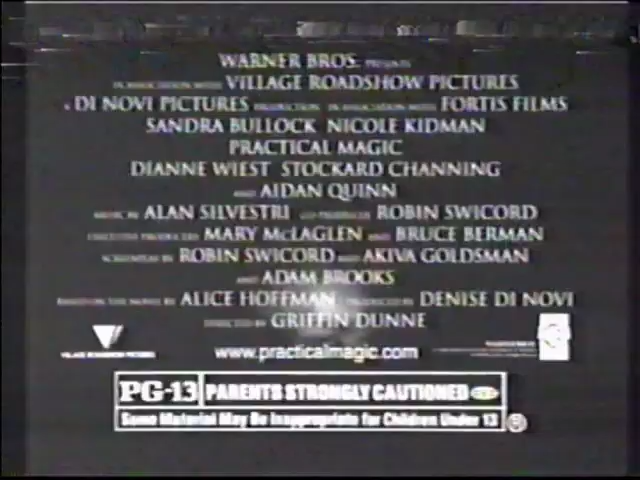 WARNER BROS. PRESENTS
IN ASSOCIATION WITH VILLAGE ROADSHOW PICTURES
A DI NOVI PICTURES PRODUCTION IN ASSOCIATION WITH FORTIS FILMS
SANDRA BULLOCK NICOLE KIDMAN
PRACTICAL MAGIC
DIANNE WIEST STOCKARD CHANNING
AND AIDAN QUINN
MUSIC BY ALAN SILVESTRI CO-PRODUCER ROBIN SWICORD
EXECUTIVE PRODUCERS MARY McLAGLEN AND BRUCE BERMAN
SCREENPLAY BY ROBIN SWICORD AND AKIVA GOLDSMAN
AND ADAM BROOKS
BASED ON THE NOVEL BY ALICE HOFFMAN PRODUCED BY DENISE DI NOVI
DIRECTED BY GRIFFIN DUNNE
VILLAGE ROADSHOW PICTURES
www.practicalmagic.com
PG-13 PARENTS STRONGLY CAUTIONED
Some Material May Be Inappropriate for Children Under 13 ®